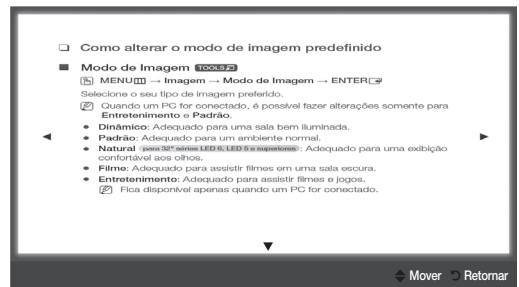 Como alterar o modo de imagem predefinido
Modo de Imagem TOOLS
MENU → Imagem → Modo de Imagem → ENTER
Selecione o seu tipo de imagem preferido.
Quando um PC for conectado, é possível fazer alterações somente para
Entretenimento e Padrão.
Dinâmico: Adequado para uma sala bem iluminada.
Padrão: Adequado para um ambiente normal.
Natural para 32" séries LED 6, LED 5 e superiores: Adequado para uma exibição
confortável aos olhos.
Filme: Adequado para assistir filmes em uma sala escura.
Entretenimento: Adequado para assistir filmes e jogos.
Fica disponível apenas quando um PC for conectado.
Mover Retornar